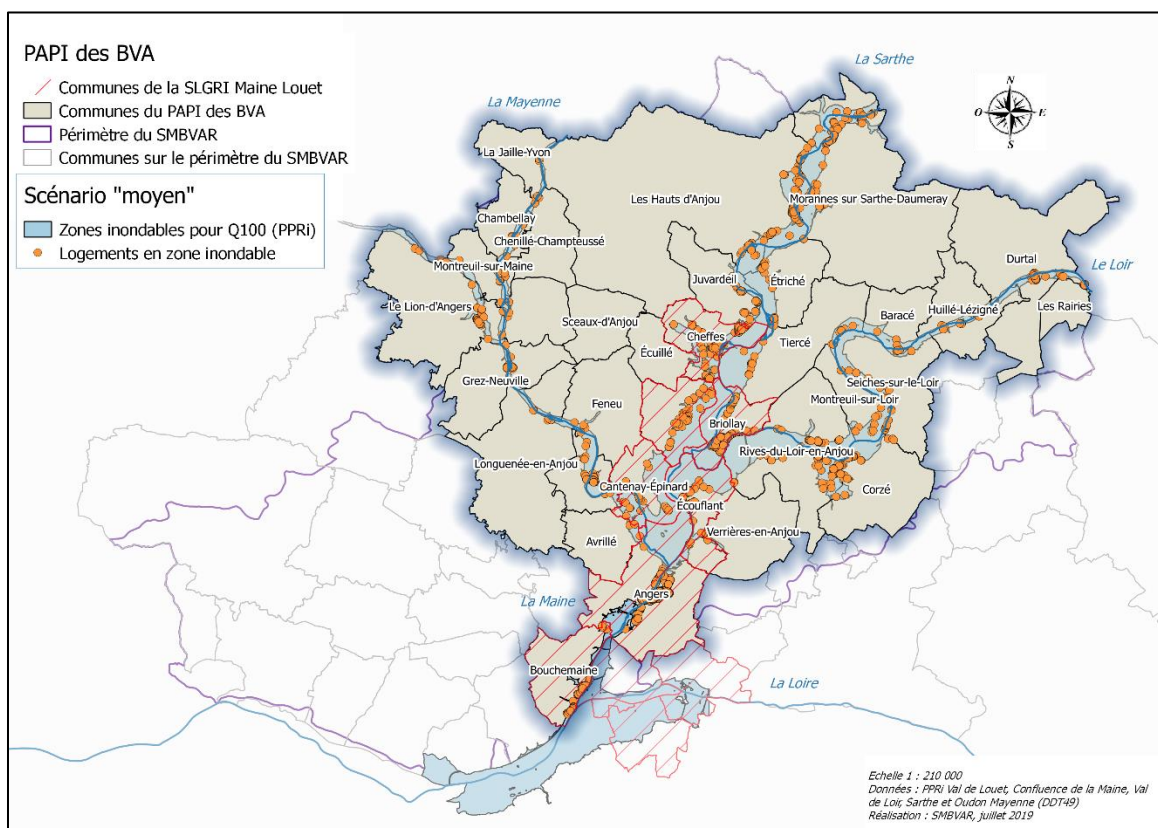 PAPI des BVA
Communes de la SLGRI Maine Louet
Communes du PAPI des BVA
Périmètre du SMBVAR
Communes sur le périmètre du SMBVAR
Scénario "moyen"
Zones inondables pour Q100 (PPRi)
Logements en zone inondable
La Sarthe
La Mayenne
N
O
E
S
La Jaille-Yvon
Les Hauts d'Anjou
Morannes sur Sarthe-Daumeray
Chambellay
Chenillé-Champteussé
Montreuil-sur-Maine
Durtal
Le Loir
Juvardeil
Étriché
Le Lion-d'Angers
Huillé-Lézigné
Les Rairies
Baracé
Sceaux-d'Anjou
Cheffes
Tiercé
Écuillé
Grez-Neuville
Seiches-sur-le-Loir
Montreuil-sur-Loir
Feneu
Briollay
Rives-du-Loir-en-Anjou
Longuenée-en-Anjou
Corzé
Cantenay-Épinard
Écouflant
Verrières-en-Anjou
Avrillé
Angers
La Maine
Bouchemaine
La Loire
Echelle 1 : 210 000
Données : PPRi Val de Louet, Confluence de la Maine, Val
de Loir, Sarthe et Oudon Mayenne (DDT49)
Réalisation : SMBVAR, juillet 2019